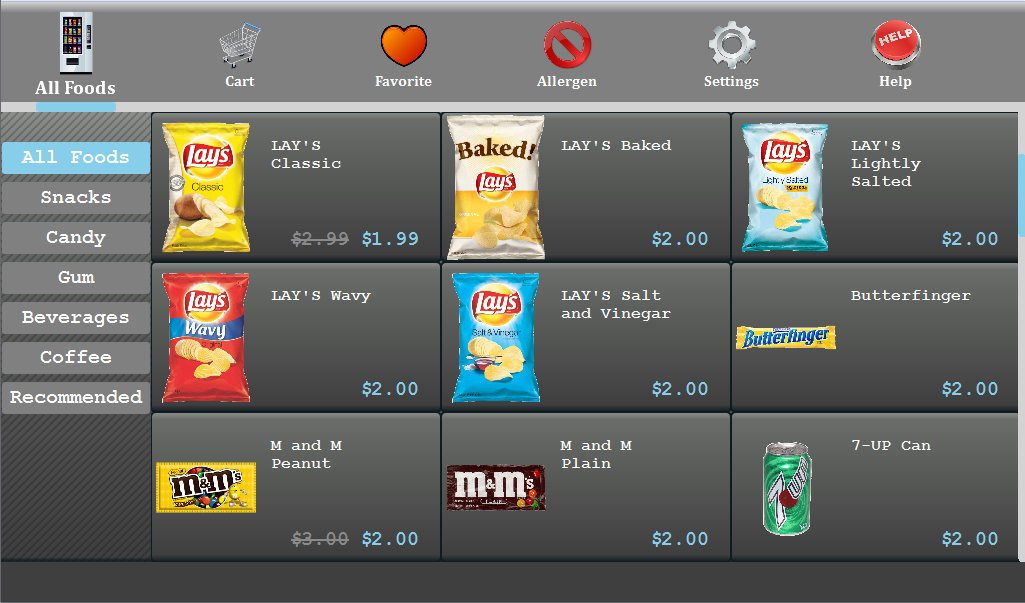 All Foods
Cart
Favorite
Allergen
HELP
Settings
Help
All Foods
Snacks
Candy
Gum
Beverages
Coffee
Recommended
Lay's
Classic
LAY'S
Classic
$2.99 $1.99
Baked!
Lay's
LAY'S Baked
$2.00
Lay's
Lightly Salted
LAY'S
Lightly
Salted
$2.00
Lay's
Wavy
LAY'S Wavy
$2.00
Lay's
Salt & Vinegar
LAY'S Salt
and Vinegar
$2.00
Butterfinger
Butterfinger
$2.00
m&m's
M and M
Peanut
$3.00 $2.00
m&m's
M and M
Plain
$2.00
7UP
7-UP Can
$2.00